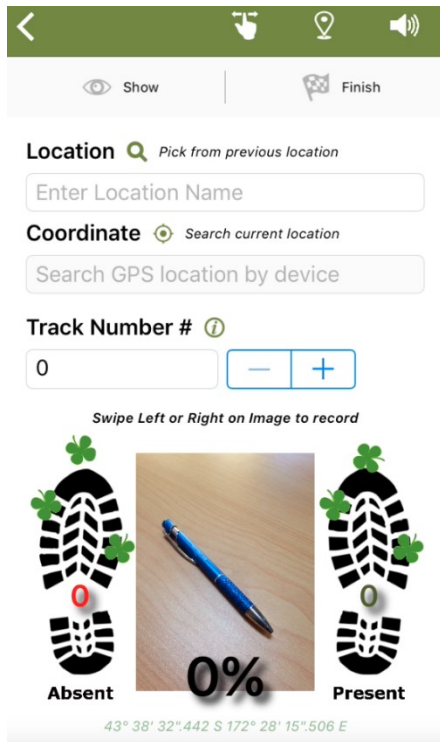 Show Finish
Location Pick from previous location
Enter Location Name
Coordinate Search current location
Search GPS location by device
Track Number #
0
Swipe Left or Right on Image to record
0 0
0%
Absent Present
43° 38' 32".442 S 172° 28' 15".506 E